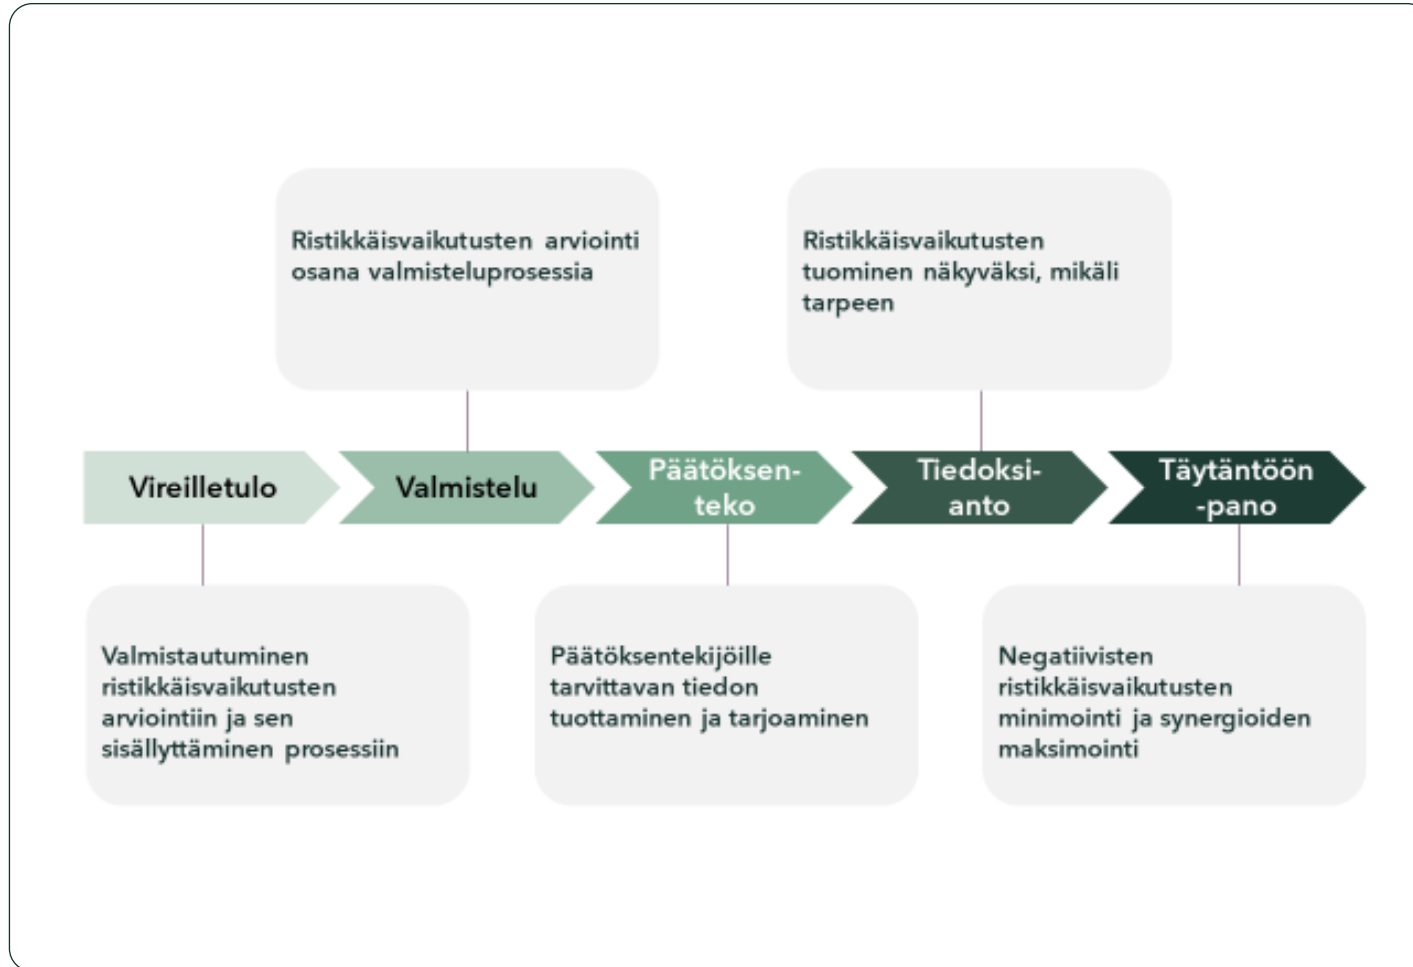 Ristikkäisvaikutusten arviointi
osana valmisteluprosessia
Ristikkäisvaikutusten
tuominen näkyväksi, mikäli
tarpeen
Vireilletulo
Valmistelu
Päätöksen-
teko
Tiedoksi-
anto
Täytäntöön
-pano
Valmistautuminen
ristikkäisvaikutusten
arviointiin ja sen
sisällyttäminen prosessiin
Päätöksentekijöille
tarvittavan tiedon
tuottaminen ja tarjoaminen
Negatiivisten
ristikkäisvaikutusten
minimointi ja synergioiden
maksimointi